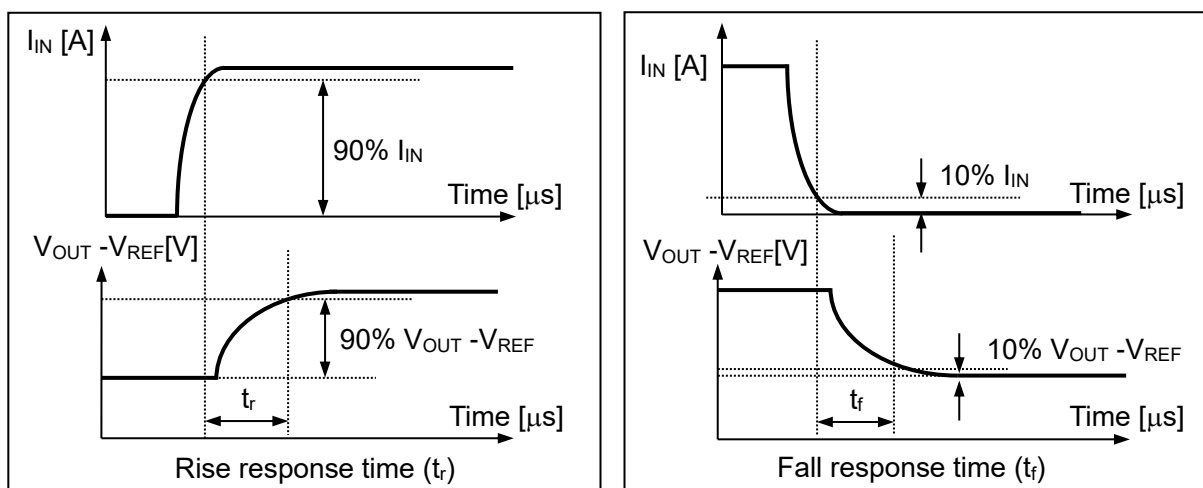 I_IN [A]
90% I_IN
Time [μs]
V_OUT -V_REF[V]
90% V_OUT -V_REF
t_r
Time [μs]
Rise response time (t_r)
I_IN [A]
10% I_IN
Time [μs]
V_OUT -V_REF[V]
10% V_OUT -V_REF
t_f
Time [μs]
Fall response time (t_f)